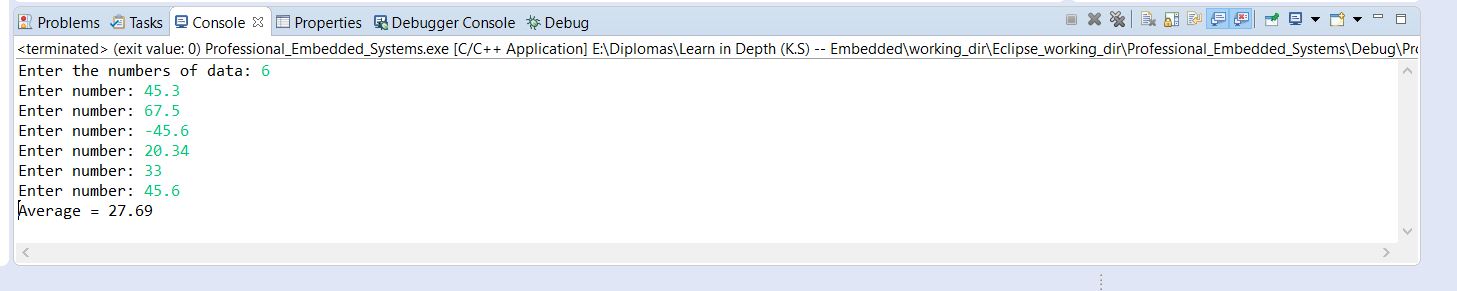 Problems Tasks Console Properties Debugger Console Debug
<terminated> (exit value: 0) Professional_Embedded_Systems.exe [C/C++ Application] E:\Diplomas\Learn in Depth (K.S) -- Embedded\working_dir\Eclipse_working_dir\Professional_Embedded_Systems\Debug\Pro
Enter the numbers of data: 6
Enter number: 45.3
Enter number: 67.5
Enter number: -45.6
Enter number: 20.34
Enter number: 33
Enter number: 45.6
Average = 27.69